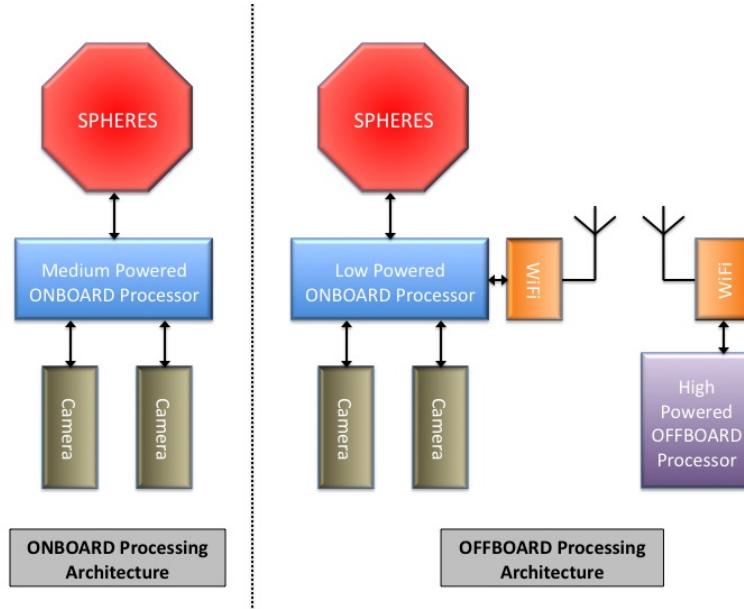 SPHERES
Medium Powered
ONBOARD Processor
Camera
Camera
ONBOARD Processing
Architecture
SPHERES
Low Powered
ONBOARD Processor
WiFi
Camera
Camera
WiFi
High
Powered
OFFBOARD
Processor
OFFBOARD Processing
Architecture